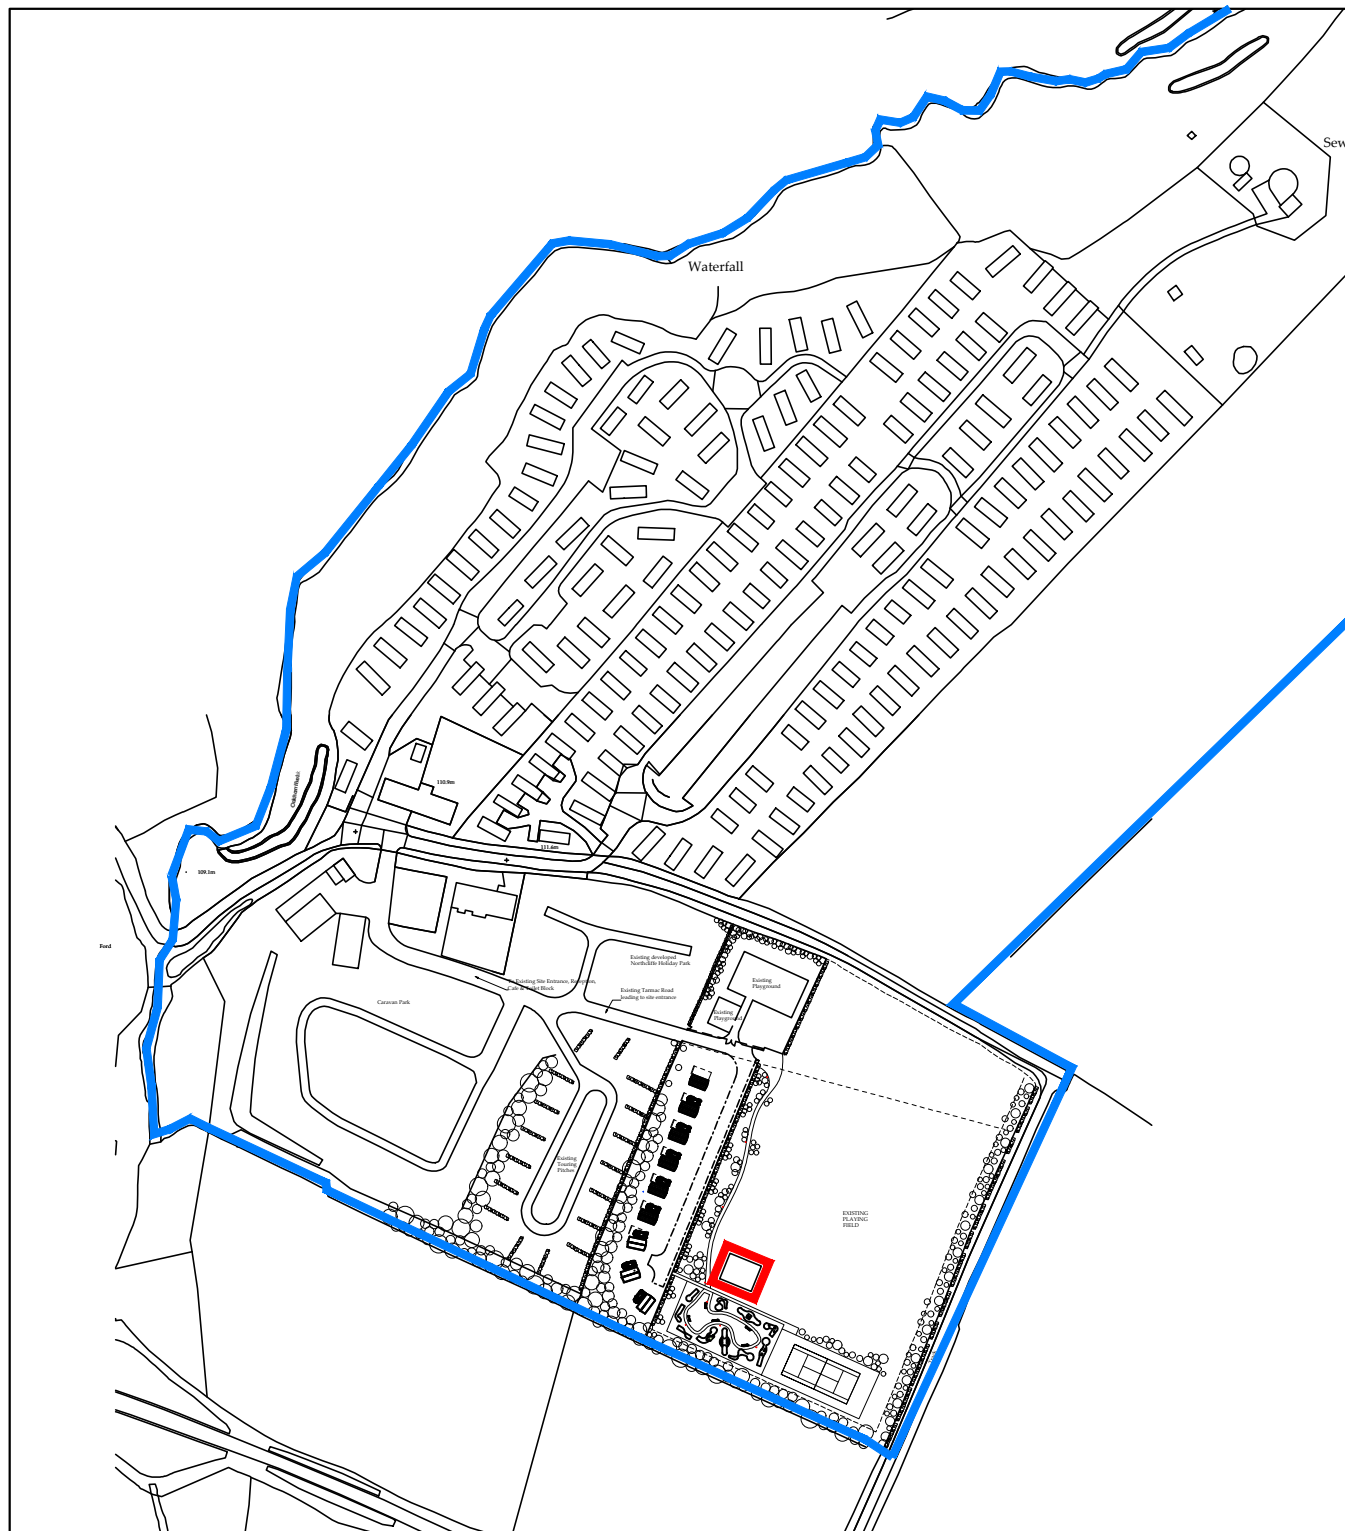 Sew
Waterfall
110.9m
111.6m
109.1m
Ford
Existing developed
Northcliffe Holiday Park
To Existing Site Entrance, Reception,
Cafe & Toilet Block
Existing Tarmac Road
leading to site entrance
Existing
Playground
Existing
Playground
Caravan Park
Existing
Touring
Pitches
EXISTING
PLAYING
FIELD